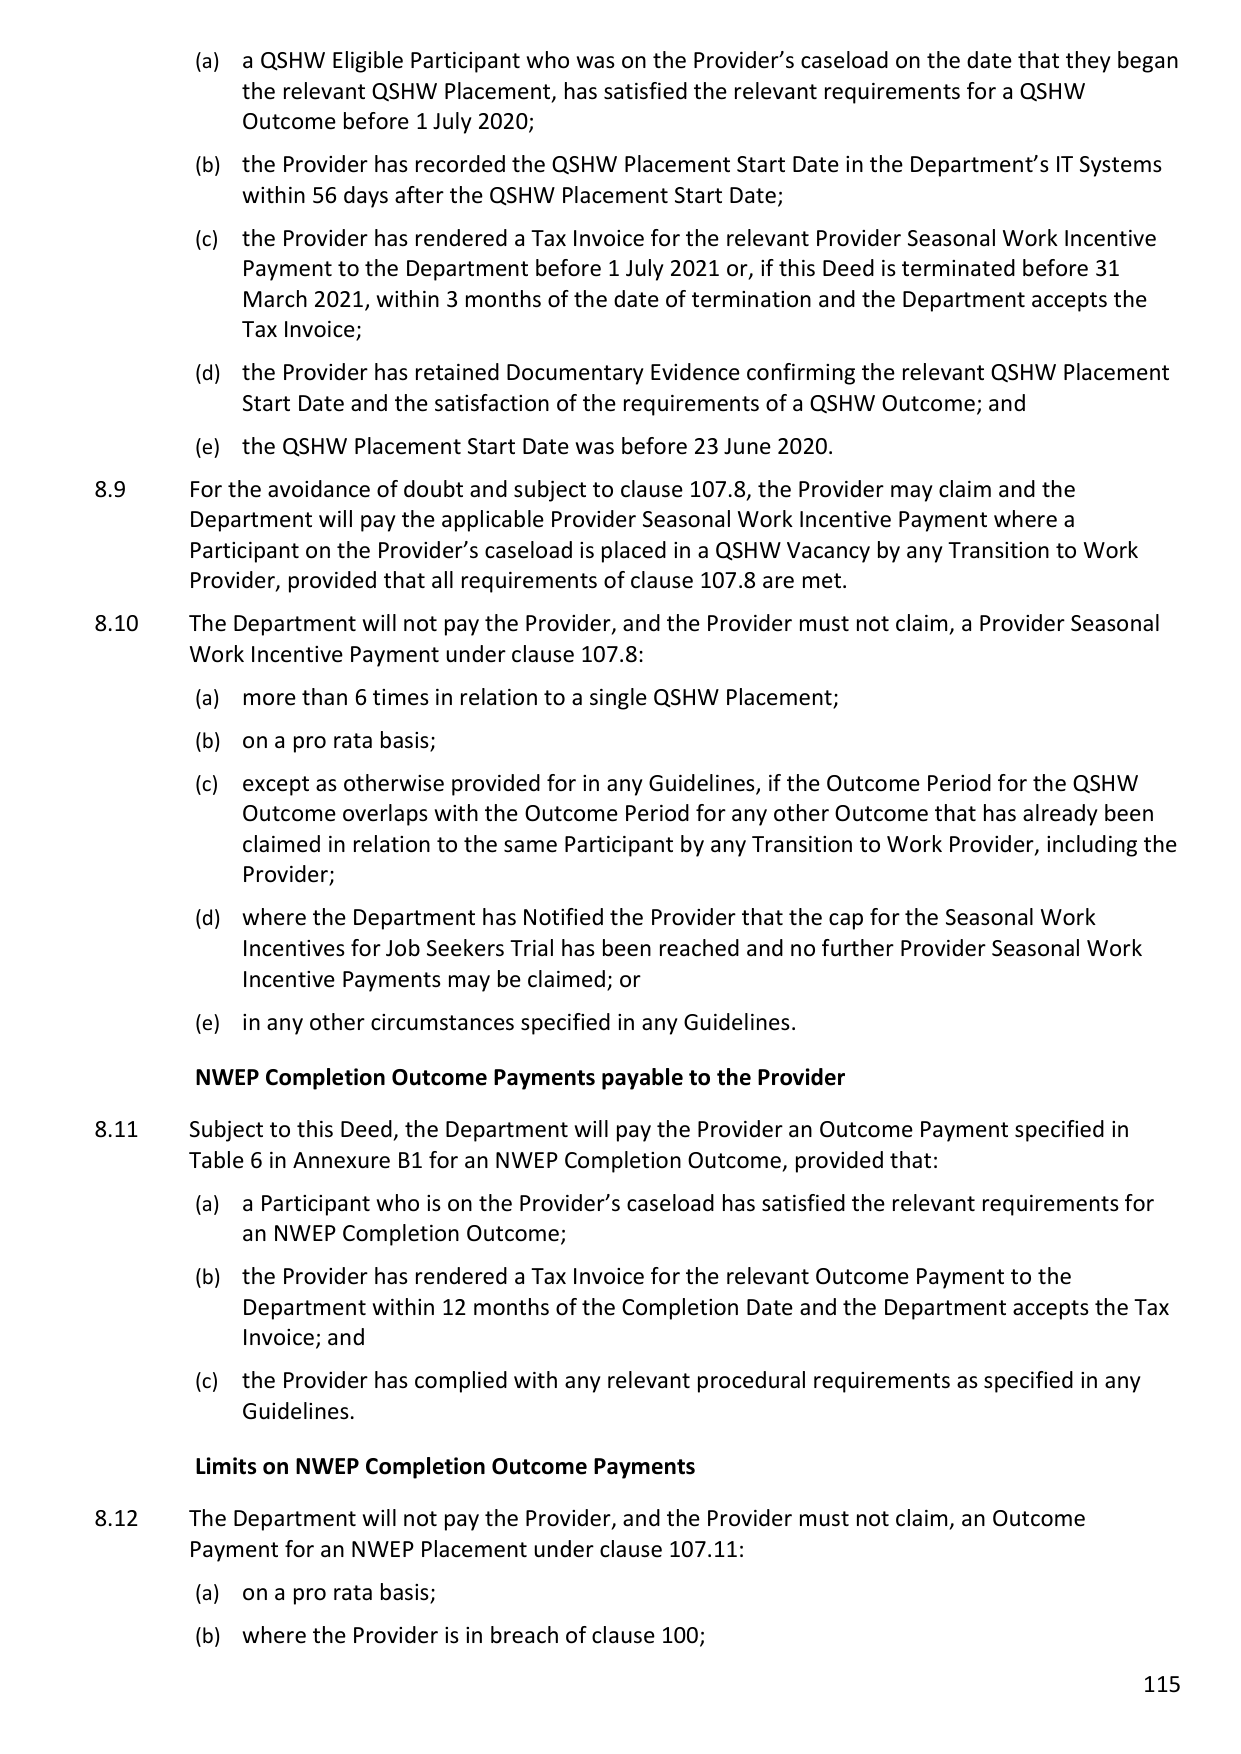 (a) a QSHW Eligible Participant who was on the Provider’s caseload on the date that they began
the relevant QSHW Placement, has satisfied the relevant requirements for a QSHW
Outcome before 1 July 2020;
(b) the Provider has recorded the QSHW Placement Start Date in the Department’s IT Systems
within 56 days after the QSHW Placement Start Date;
(c) the Provider has rendered a Tax Invoice for the relevant Provider Seasonal Work Incentive
Payment to the Department before 1 July 2021 or, if this Deed is terminated before 31
March 2021, within 3 months of the date of termination and the Department accepts the
Tax Invoice;
(d) the Provider has retained Documentary Evidence confirming the relevant QSHW Placement
Start Date and the satisfaction of the requirements of a QSHW Outcome; and
(e) the QSHW Placement Start Date was before 23 June 2020.
8.9 For the avoidance of doubt and subject to clause 107.8, the Provider may claim and the
Department will pay the applicable Provider Seasonal Work Incentive Payment where a
Participant on the Provider’s caseload is placed in a QSHW Vacancy by any Transition to Work
Provider, provided that all requirements of clause 107.8 are met.
8.10 The Department will not pay the Provider, and the Provider must not claim, a Provider Seasonal
Work Incentive Payment under clause 107.8:
(a) more than 6 times in relation to a single QSHW Placement;
(b) on a pro rata basis;
(c) except as otherwise provided for in any Guidelines, if the Outcome Period for the QSHW
Outcome overlaps with the Outcome Period for any other Outcome that has already been
claimed in relation to the same Participant by any Transition to Work Provider, including the
Provider;
(d) where the Department has Notified the Provider that the cap for the Seasonal Work
Incentives for Job Seekers Trial has been reached and no further Provider Seasonal Work
Incentive Payments may be claimed; or
(e) in any other circumstances specified in any Guidelines.
NWEP Completion Outcome Payments payable to the Provider
8.11 Subject to this Deed, the Department will pay the Provider an Outcome Payment specified in
Table 6 in Annexure B1 for an NWEP Completion Outcome, provided that:
(a) a Participant who is on the Provider’s caseload has satisfied the relevant requirements for
an NWEP Completion Outcome;
(b) the Provider has rendered a Tax Invoice for the relevant Outcome Payment to the
Department within 12 months of the Completion Date and the Department accepts the Tax
Invoice; and
(c) the Provider has complied with any relevant procedural requirements as specified in any
Guidelines.
Limits on NWEP Completion Outcome Payments
8.12 The Department will not pay the Provider, and the Provider must not claim, an Outcome
Payment for an NWEP Placement under clause 107.11:
(a) on a pro rata basis;
(b) where the Provider is in breach of clause 100;
115